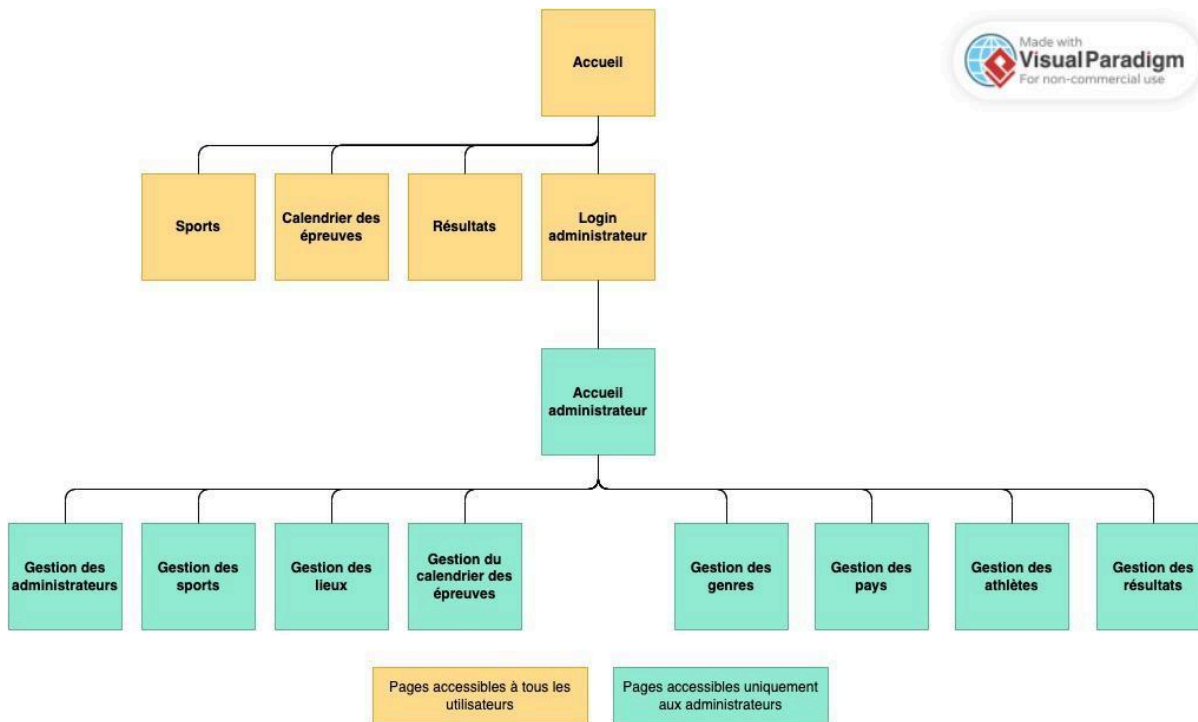 Accueil
Made with
Visual Paradigm
For non-commercial use
Sports
Calendrier des
épreuves
Résultats
Login
administrateur
Accueil
administrateur
Gestion des
administrateurs
Gestion des
sports
Gestion des
lieux
Gestion du
calendrier des
épreuves
Gestion des
genres
Gestion des
pays
Gestion des
athlètes
Gestion des
résultats
Pages accessibles à tous les
utilisateurs
Pages accessibles uniquement
aux administrateurs